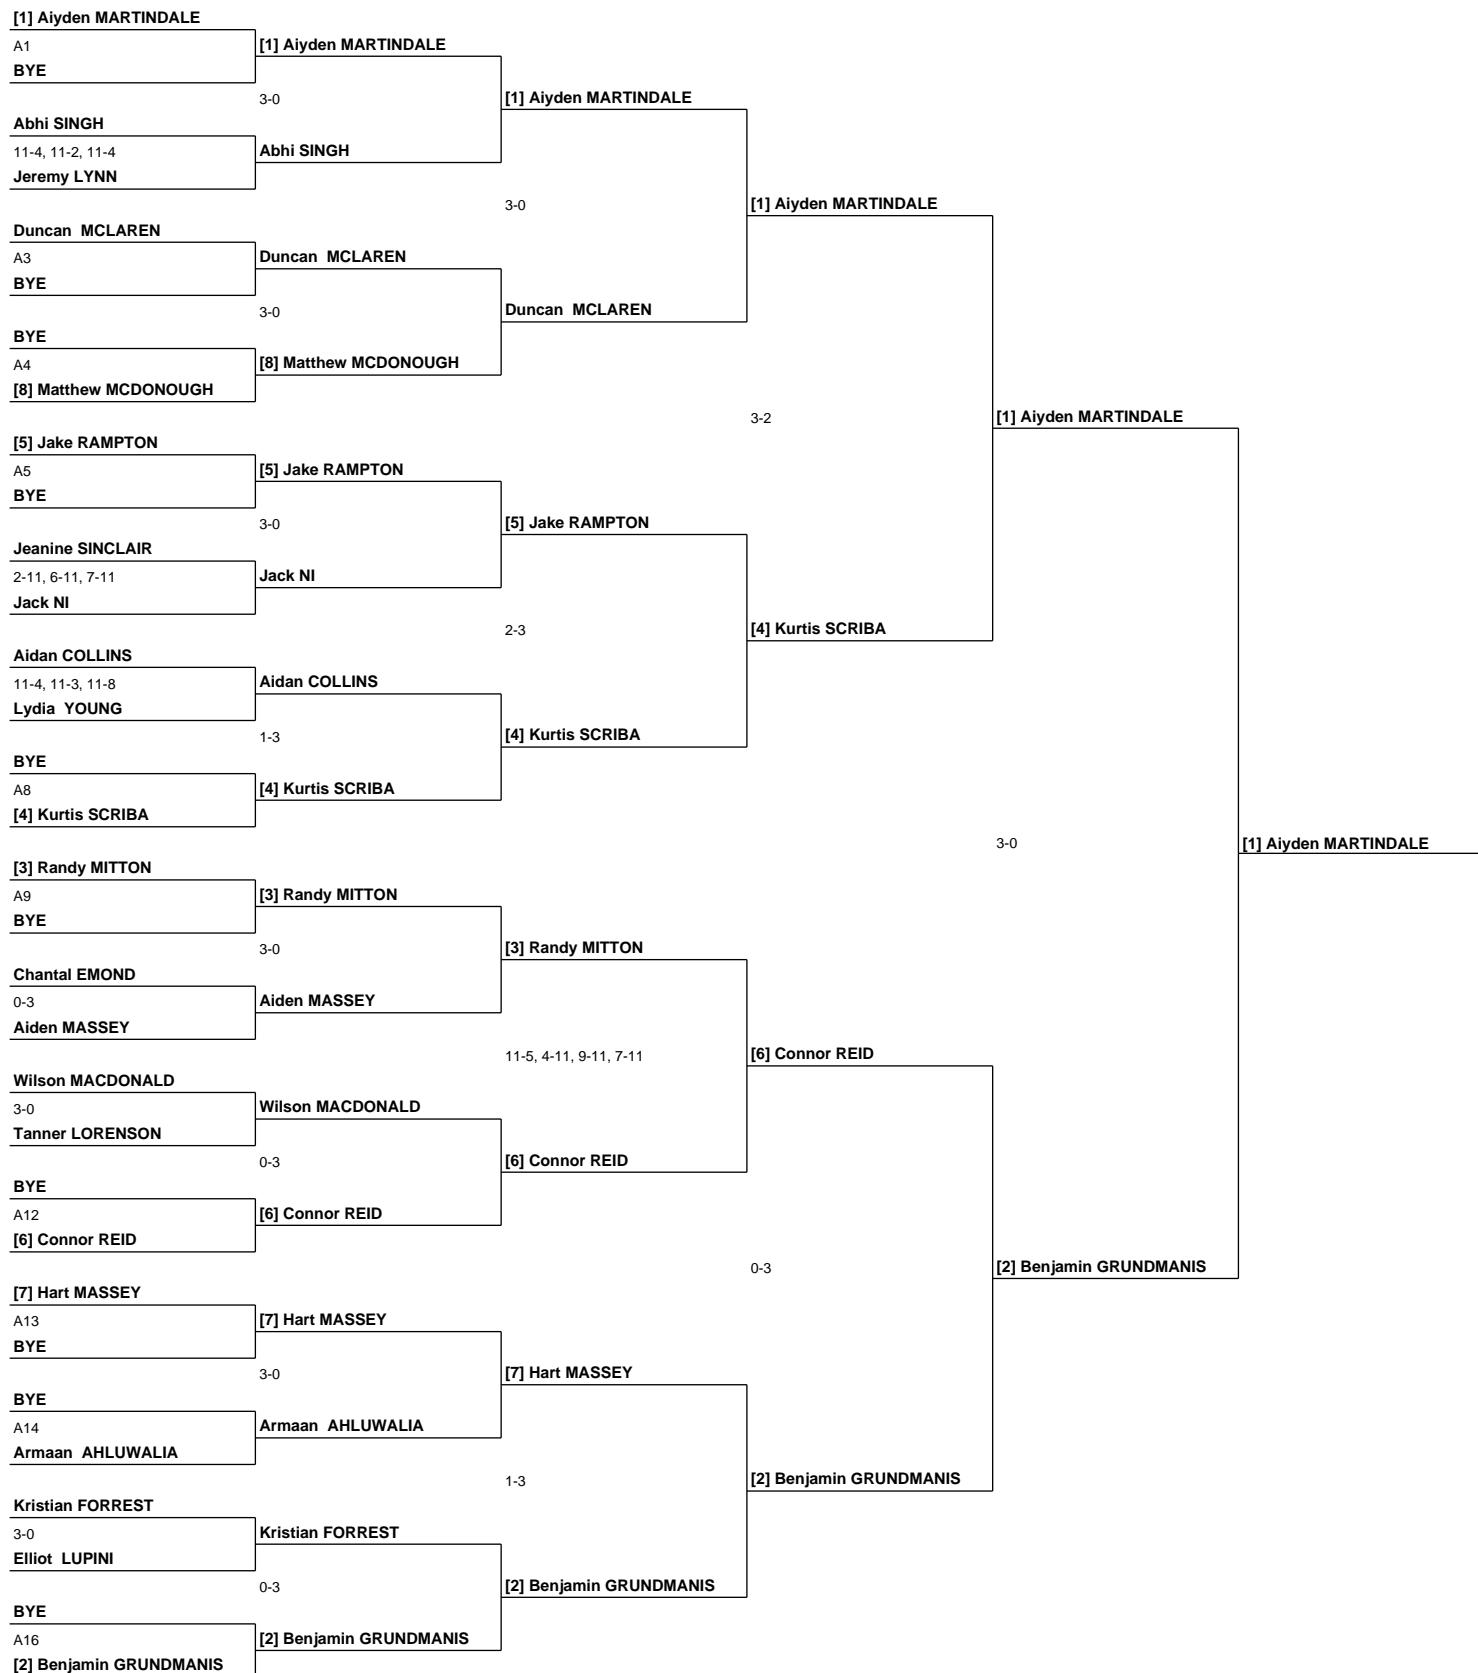 [1] Aiyden MARTINDALE
A1
[1] Aiyden MARTINDALE
BYE
3-0
[1] Aiyden MARTINDALE
Abhi SINGH
11-4, 11-2, 11-4
Abhi SINGH
Jeremy LYNN
3-0
[1] Aiyden MARTINDALE
Duncan MCLAREN
A3
Duncan MCLAREN
BYE
3-0
Duncan MCLAREN
BYE
A4
[8] Matthew MCDONOUGH
[8] Matthew MCDONOUGH
3-2
[1] Aiyden MARTINDALE
[5] Jake RAMPTON
A5
[5] Jake RAMPTON
BYE
3-0
[5] Jake RAMPTON
Jeanine SINCLAIR
2-11, 6-11, 7-11
Jack NI
Jack NI
2-3
[4] Kurtis SCRIBA
Aidan COLLINS
11-4, 11-3, 11-8
Aidan COLLINS
Lydia YOUNG
1-3
[4] Kurtis SCRIBA
BYE
A8
[4] Kurtis SCRIBA
[4] Kurtis SCRIBA
3-0
[1] Aiyden MARTINDALE
[3] Randy MITTON
A9
[3] Randy MITTON
BYE
3-0
[3] Randy MITTON
Chantal EMOND
0-3
Aiden MASSEY
Aiden MASSEY
11-5, 4-11, 9-11, 7-11
[6] Connor REID
Wilson MACDONALD
3-0
Wilson MACDONALD
Tanner LORENSON
0-3
[6] Connor REID
BYE
A12
[6] Connor REID
[6] Connor REID
0-3
[2] Benjamin GRUNDMANIS
[7] Hart MASSEY
A13
[7] Hart MASSEY
BYE
3-0
[7] Hart MASSEY
BYE
A14
Armaan AHLUWALIA
Armaan AHLUWALIA
1-3
[2] Benjamin GRUNDMANIS
Kristian FORREST
3-0
Kristian FORREST
Elliot LUPINI
0-3
[2] Benjamin GRUNDMANIS
BYE
A16
[2] Benjamin GRUNDMANIS
[2] Benjamin GRUNDMANIS